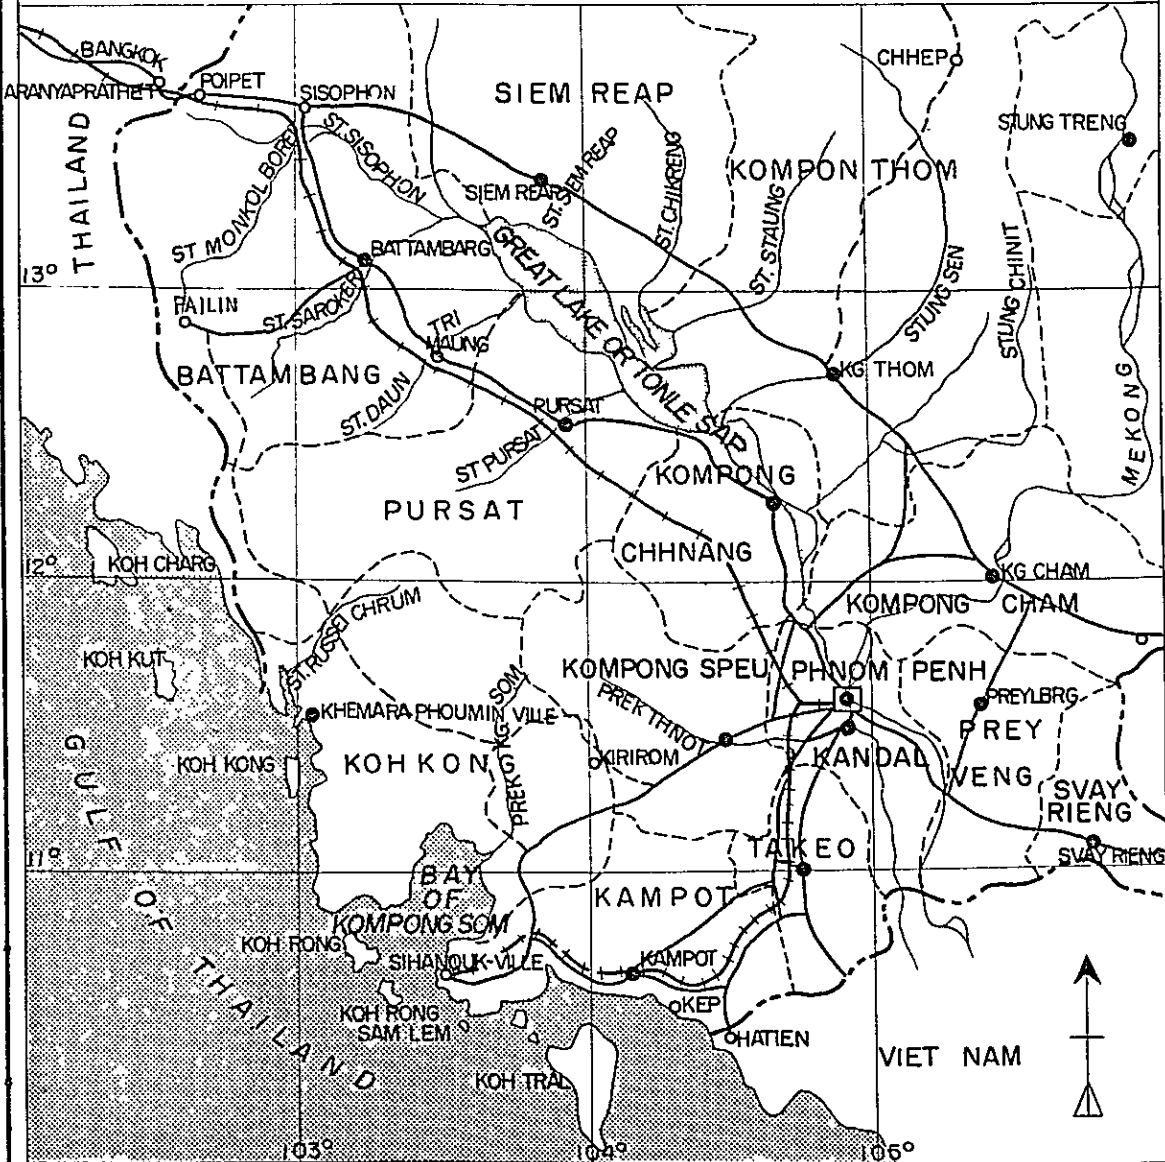 BANGKOK
POIPET
ARANYAPRATHET
SISOPHON
SIEM REAP
CHHEP
STUNG TRENG
THAILAND
ST. MONKOL BOREI
ST. SISOPHON
ST. SIEM REAP
ST. CHIKRENG
KOMPON THOM
SIEM REAP
ST. STAUNG
ST MONKOL BOREI
BATTAMBARG
GREAT LAKE OR TONLE SAP
STUNG SEN
STUNG CHINIT
13°
PAILIN
ST. SARCKER
TRI
MAUNG
KG THOM
MEKONG
BATTAMBANG
ST. DAUN
PURSAT
ST PURSAT
KOMPONG
PURSAT
CHHNANG
KOH CHARG
12°
KG CHAM
KOMPONG CHAM
ST. RUSSEI CHRUM
KOH KUT
KOMPONG SPEU
PHNOM PENH
PREK THNOT
PREYLBRG
KHEMARA PHOUMIN VILLE
PREK KG SOM
PREY
VENG
KOH KONG
KOH KONG
KIRIROM
KANDAL
SVAY
RIENG
SVAY RIENG
11°
TAKEO
BAY
OF
KOMPONG SOM
KAMPOT
GULF OF THAILAND
KOH RONG
SIHANOUK-VILLE
KAMPOT
KOH RONG
SAM LEM
KEP
HATIEN
VIET NAM
KOH TRAL
103°
104°
105°